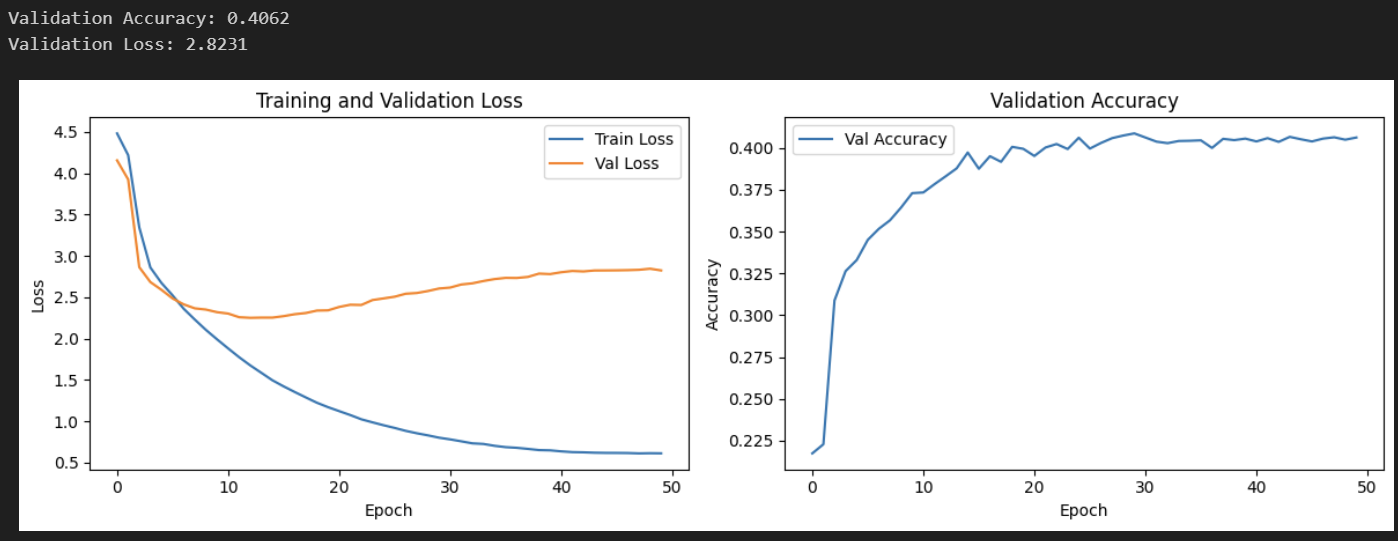 Validation Accuracy: 0.4062
Validation Loss: 2.8231
Training and Validation Loss
Train Loss
Val Loss
4.5
4.0
3.5
3.0
2.5
2.0
1.5
1.0
0.5
Loss
0 10 20 30 40 50
Epoch
Validation Accuracy
Val Accuracy
0.400
0.375
0.350
0.325
0.300
0.275
0.250
0.225
Accuracy
0 10 20 30 40 50
Epoch